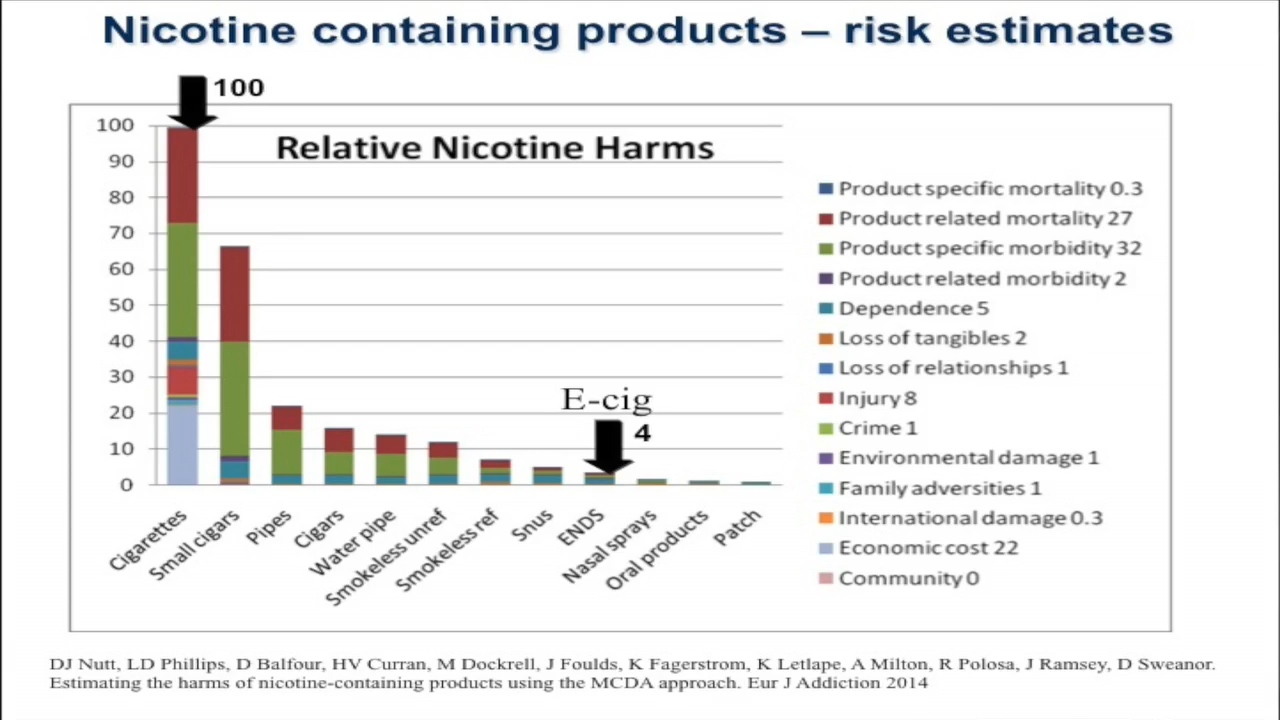 Nicotine containing products – risk estimates
100
Relative Nicotine Harms
100
90
80
70
60
50
40
30
20
10
0
E-cig
4
Cigarettes
Small cigars
Pipes
Cigars
Water pipe
Smokeless unref
Smokeless ref
Snus
ENDS
Nasal sprays
Oral products
Patch
Product specific mortality 0.3
Product related mortality 27
Product specific morbidity 32
Product related morbidity 2
Dependence 5
Loss of tangibles 2
Loss of relationships 1
Injury 8
Crime 1
Environmental damage 1
Family adversities 1
International damage 0.3
Economic cost 22
Community 0
DJ Nutt, LD Phillips, D Balfour, HV Curran, M Dockrell, J Foulds, K Fagerstrom, K Letlape, A Milton, R Polosa, J Ramsey, D Sweanor.
Estimating the harms of nicotine-containing products using the MCDA approach. Eur J Addiction 2014